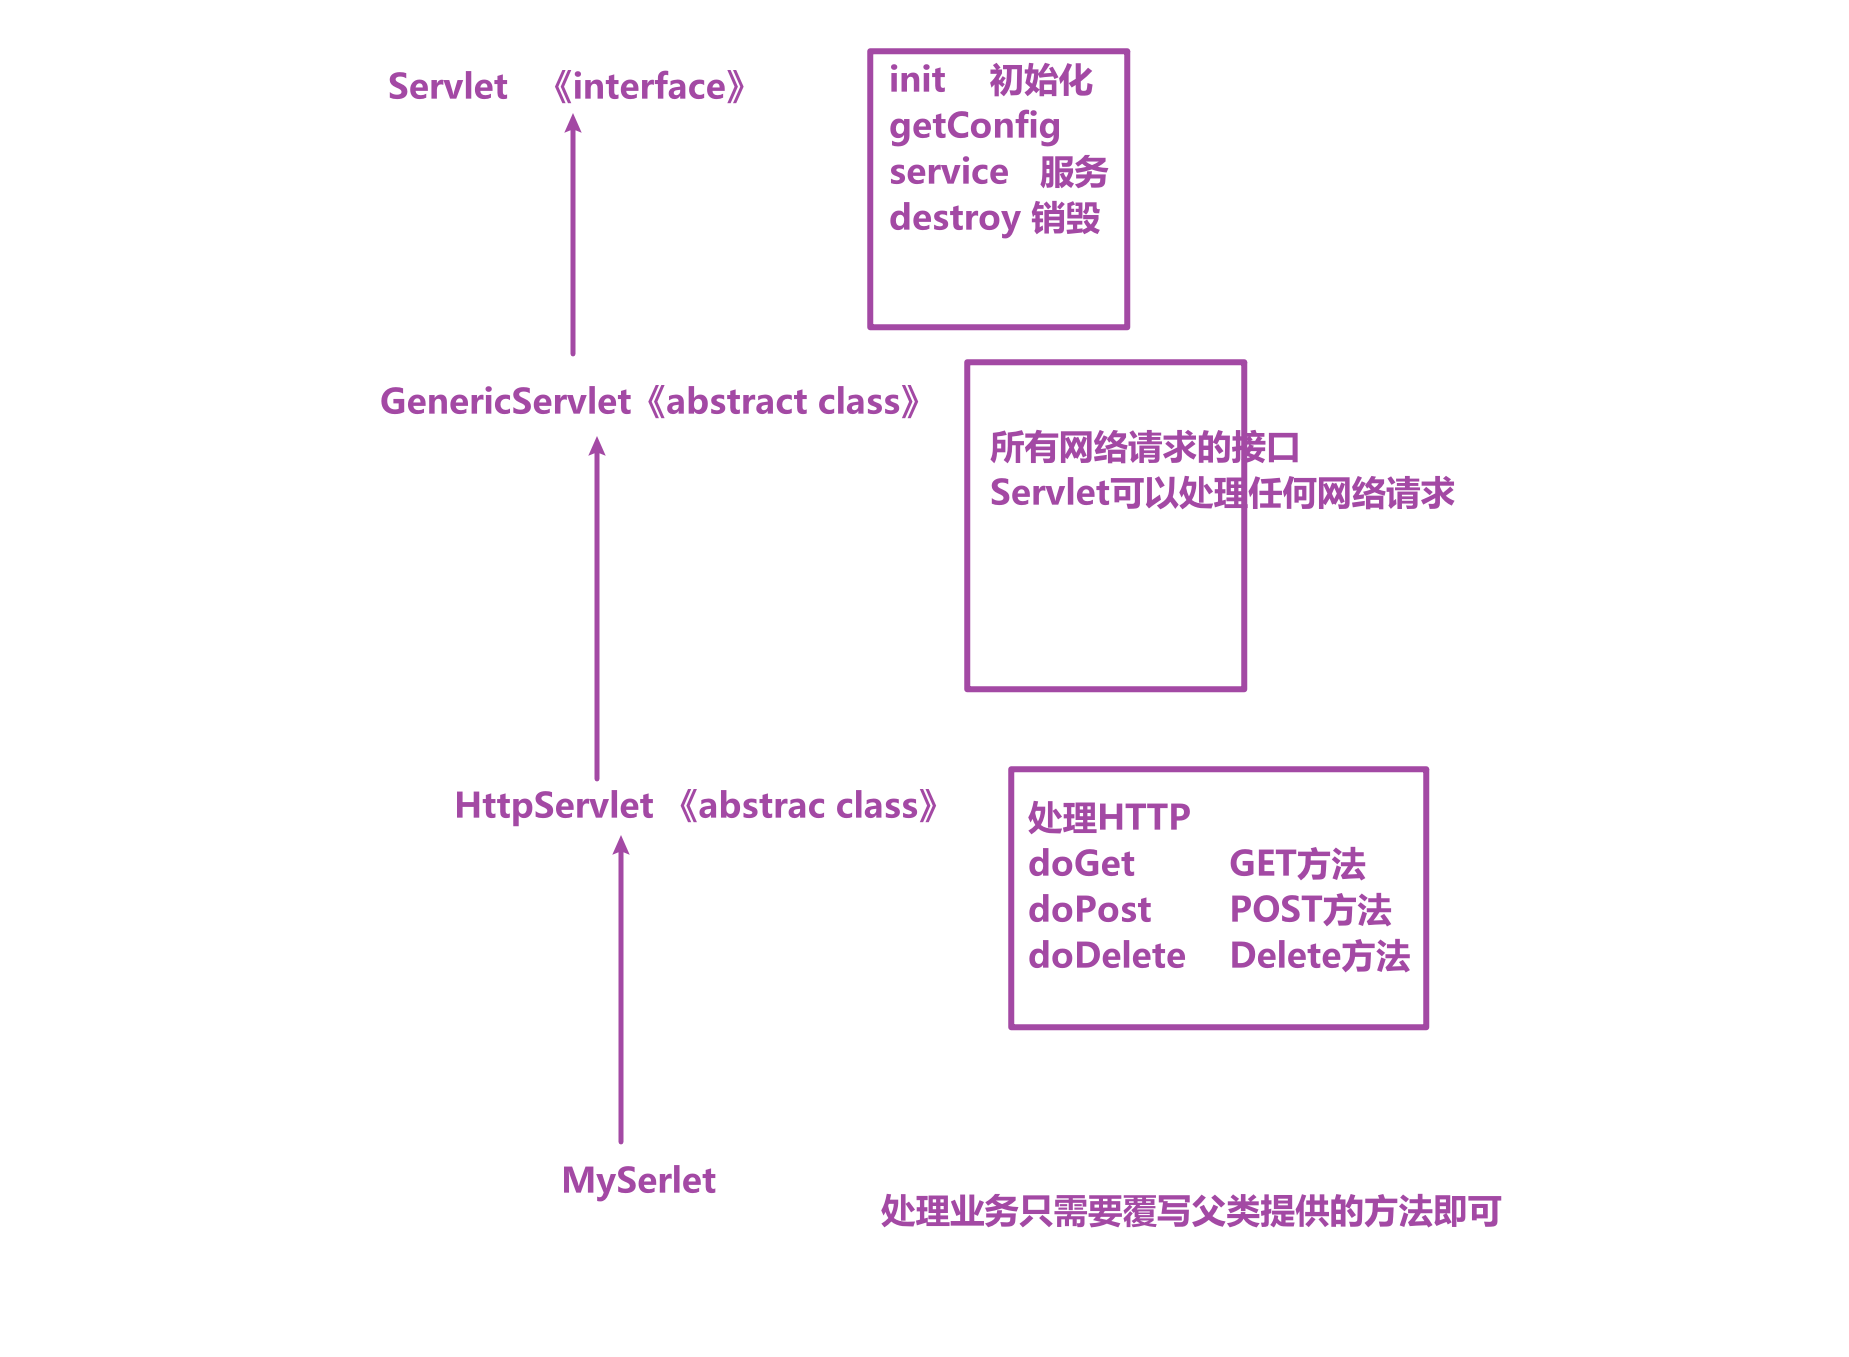 Servlet 《interface》
init 初始化
getConfig
service 服务
destroy 销毁
GenericServlet《abstract class》
所有网络请求的接口
Servlet可以处理任何网络请求
HttpServlet 《abstrac class》
处理HTTP
doGet GET方法
doPost POST方法
doDelete Delete方法
MySerlet
处理业务只需要覆写父类提供的方法即可